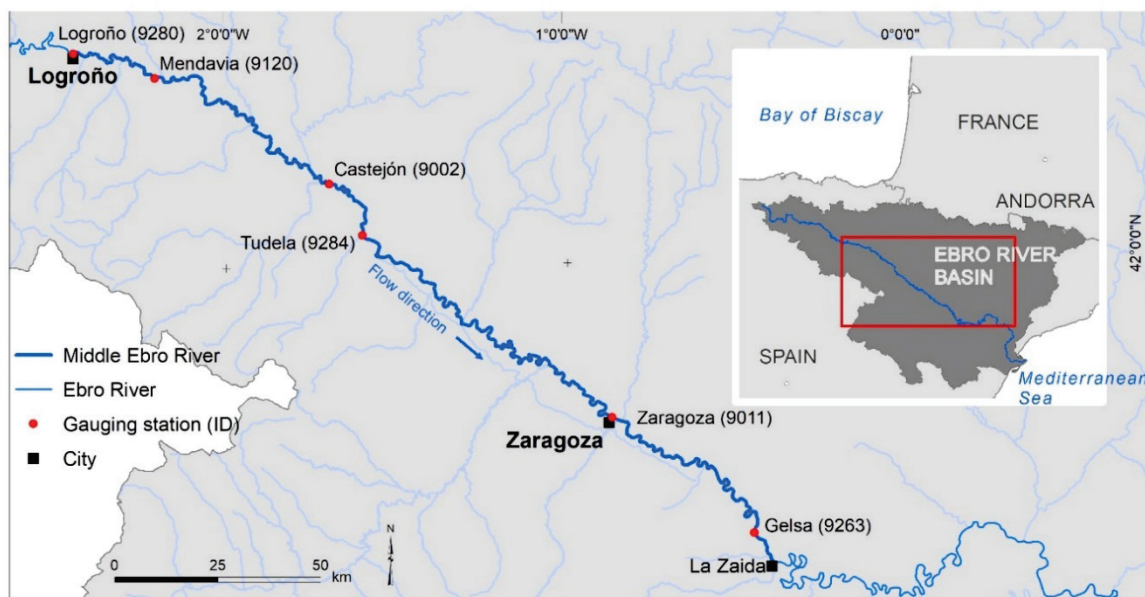 2°0'0"W
1°0'0"W
0°0'0"
Logroño (9280)
Logroño
Mendavia (9120)
Castejón (9002)
Tudela (9284)
Flow direction
Zaragoza (9011)
Zaragoza
Gelsa (9263)
La Zaida
42°0'0"N
Bay of Biscay
FRANCE
ANDORRA
EBRO RIVER
BASIN
SPAIN
Mediterranean
Sea
Middle Ebro River
Ebro River
Gauging station (ID)
City
N
0
25
50
km